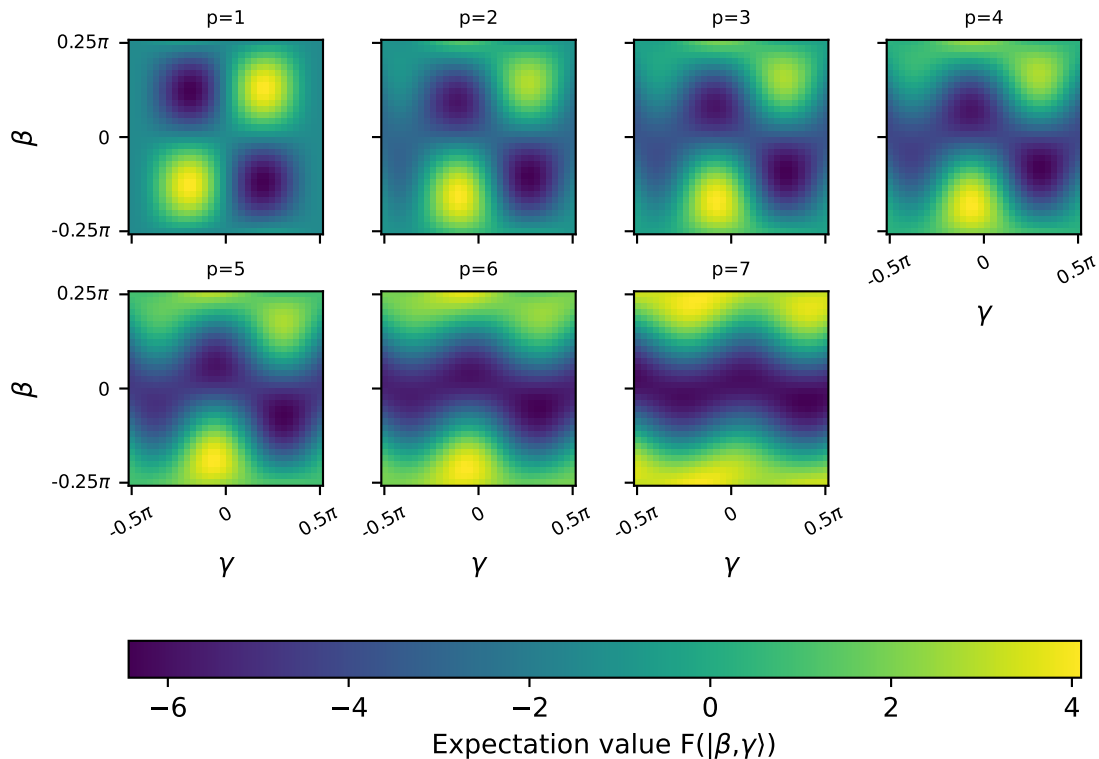 p=1
p=2
p=3
p=4
0.25π
0
-0.25π
β
-0.5π
0
0.5π
γ
p=5
p=6
p=7
0.25π
0
-0.25π
β
-0.5π
0
0.5π
γ
-0.5π
0
0.5π
γ
-0.5π
0
0.5π
γ
−6
−4
−2
0
2
4
Expectation value F(|β,γ⟩)